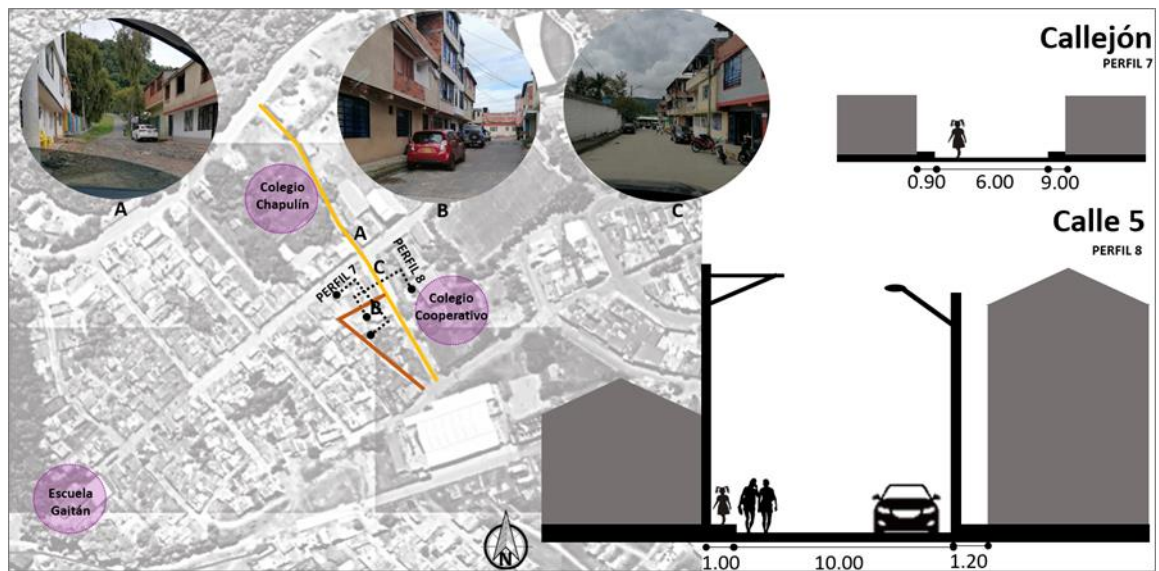 A
B
C
Colegio
Chapulín
A
C
PERFIL 7
PERFIL 8
B
Colegio
Cooperativo
Escuela
Gaitán
N
Callejón
PERFIL 7
0.90 6.00 9.00
Calle 5
PERFIL 8
1.00 10.00 1.20